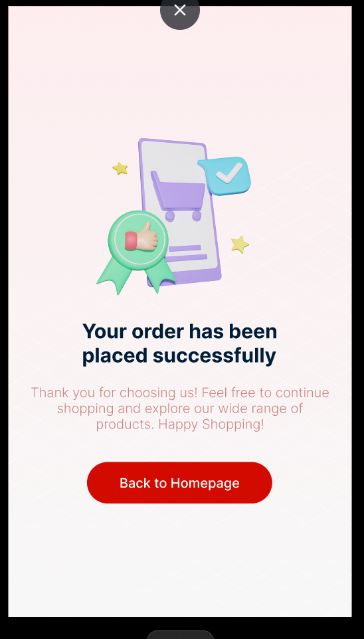 Your order has been
placed successfully
Thank you for choosing us! Feel free to continue
shopping and explore our wide range of
products. Happy Shopping!
Back to Homepage